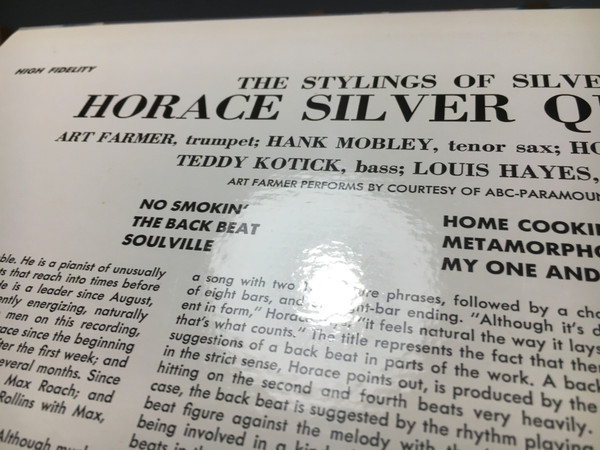 HIGH FIDELITY
THE STYLINGS OF SILVE
HORACE SILVER QU
ART FARMER, trumpet; HANK MOBLEY, tenor sax; HO
TEDDY KOTICK, bass; LOUIS HAYES,
ART FARMER PERFORMS BY COURTESY OF ABC-PARAMOUN
NO SMOKIN'
THE BACK BEAT
SOULVILLE
HOME COOKI
METAMORPHO
MY ONE AND
ble. He is a pianist of unusually
ts that reach into times before
e is a leader since August,
ently energizing, naturally
men on this recording,
ace since the beginning
ter the first week; and
everal months. Since
Max Roach; and
Rollins with Max,
Although
a song with two phrases, followed by a cho
of eight bars, and nt-bar ending. "Although it's d
ent in form," Horac "it feels natural the way it lays
that's what counts." The title represents the fact that ther
suggestions of a back beat in parts of the work. A back
in the strict sense, Horace points out, is produced by the
hitting on the second and fourth beats very heavily.
case, the back beat is suggested by the rhythm playing
beat figure against the melody with the
being involved in a
beats in